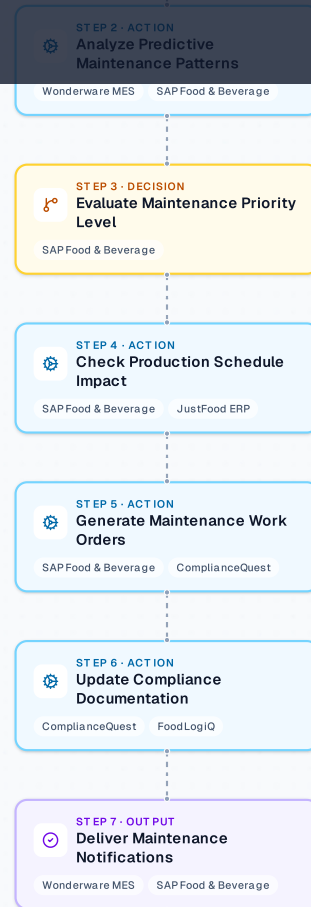 STEP 2 · ACTION
Analyze Predictive
Maintenance Patterns
Wonderware MES SAP Food & Beverage
STEP 3 · DECISION
Evaluate Maintenance Priority
Level
SAP Food & Beverage
STEP 4 · ACTION
Check Production Schedule
Impact
SAP Food & Beverage JustFood ERP
STEP 5 · ACTION
Generate Maintenance Work
Orders
SAP Food & Beverage ComplianceQuest
STEP 6 · ACTION
Update Compliance
Documentation
ComplianceQuest FoodLogiQ
STEP 7 · OUTPUT
Deliver Maintenance
Notifications
Wonderware MES SAP Food & Beverage